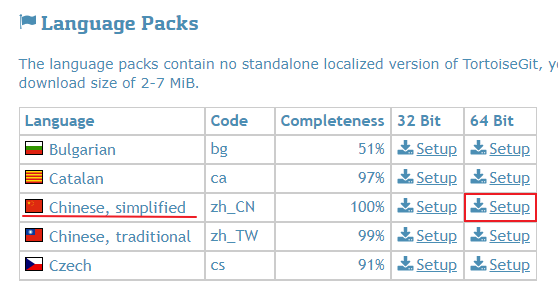 Language Packs
The language packs contain no standalone localized version of TortoiseGit, y
download size of 2-7 MiB.
Language Code Completeness 32 Bit 64 Bit
Bulgarian bg 51% Setup Setup
Catalan ca 97% Setup Setup
Chinese, simplified zh_CN 100% Setup Setup
Chinese, traditional zh_TW 99% Setup Setup
Czech cs 91% Setup Setup